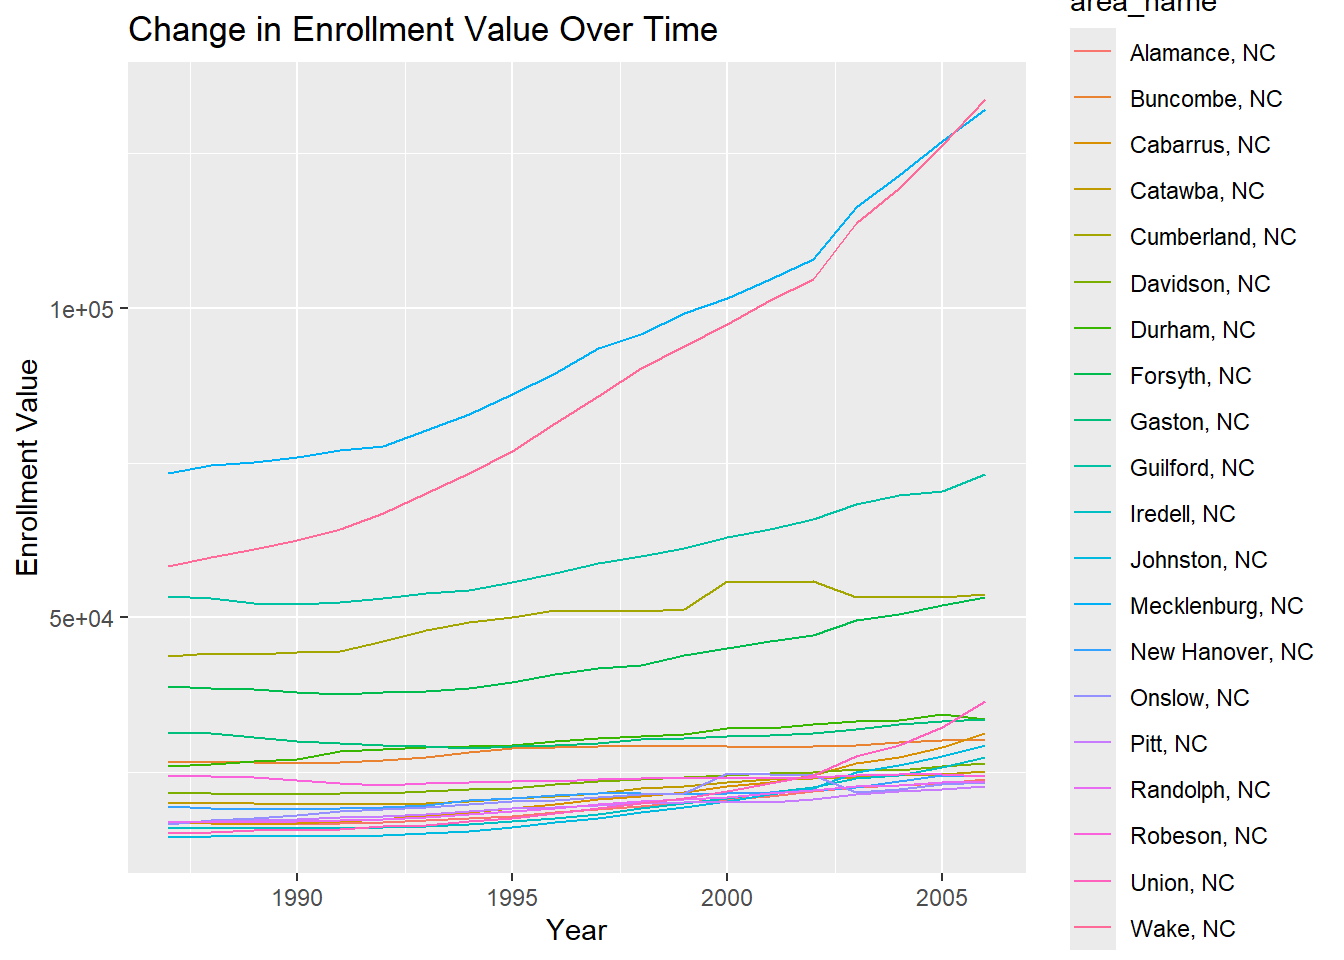 Change in Enrollment Value Over Time
area_name
Alamance, NC
Buncombe, NC
Cabarrus, NC
Catawba, NC
Cumberland, NC
Davidson, NC
Durham, NC
Forsyth, NC
Gaston, NC
Guilford, NC
Iredell, NC
Johnston, NC
Mecklenburg, NC
New Hanover, NC
Onslow, NC
Pitt, NC
Randolph, NC
Robeson, NC
Union, NC
Wake, NC
Enrollment Value
1e+05
5e+04
1990
1995
2000
2005
Year